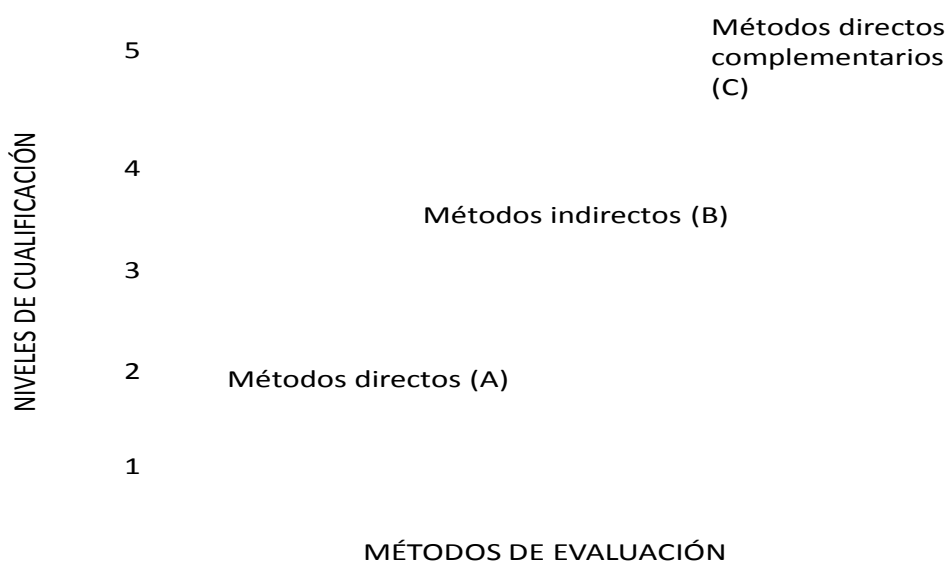 Métodos directos
complementarios
(C)
5
4
Métodos indirectos (B)
3
2
Métodos directos (A)
1
NIVELES DE CUALIFICACIÓN
MÉTODOS DE EVALUACIÓN